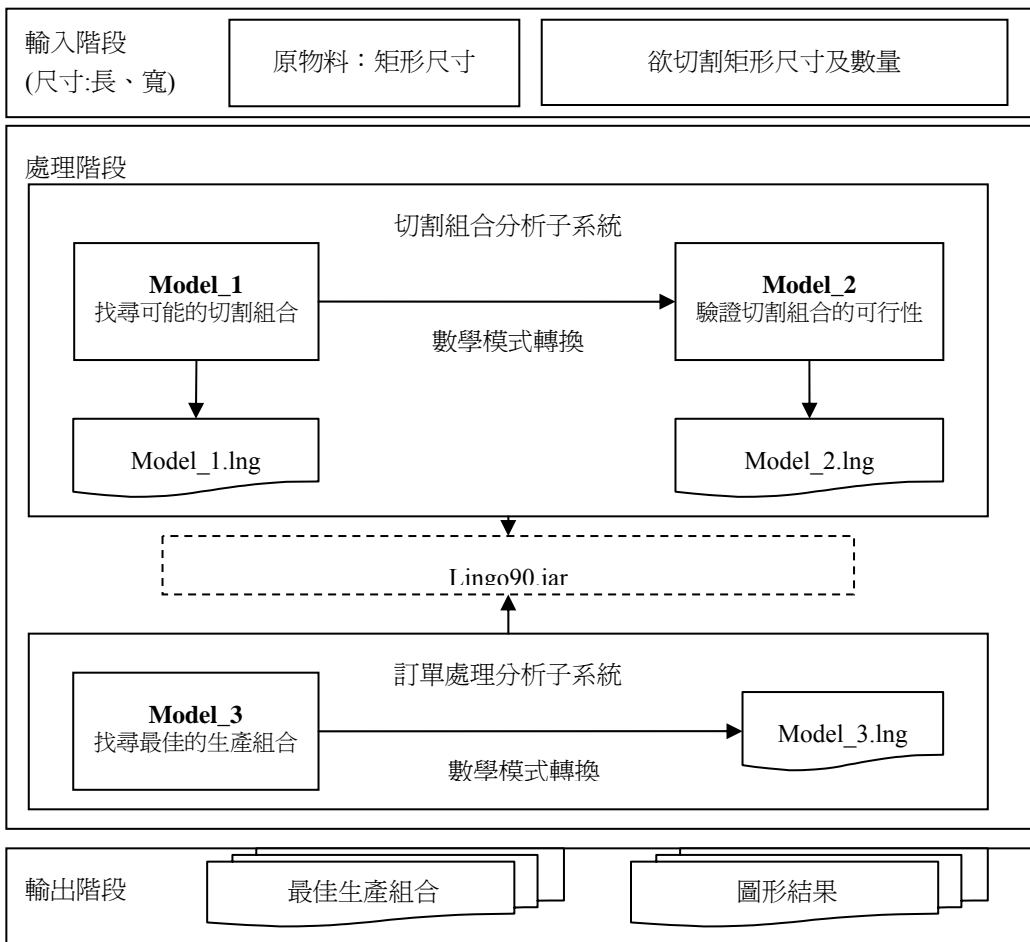 輸入階段
(尺寸:長、寬)
原物料：矩形尺寸
欲切割矩形尺寸及數量
處理階段
切割組合分析子系統
Model_1
找尋可能的切割組合
數學模式轉換
Model_2
驗證切割組合的可行性
Model_1.lng
Model_2.lng
Lingo90.jar
訂單處理分析子系統
Model_3
找尋最佳的生產組合
數學模式轉換
Model_3.lng
輸出階段
最佳生產組合
圖形結果